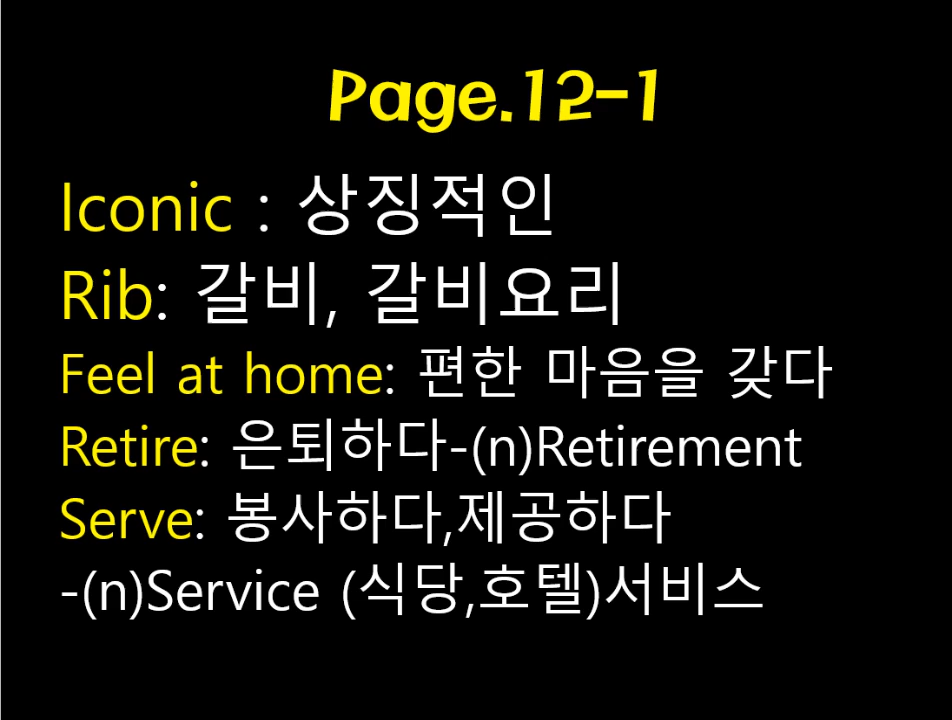 Page.12-1
Iconic : 상징적인
Rib: 갈비, 갈비요리
Feel at home: 편한 마음을 갖다
Retire: 은퇴하다-(n)Retirement
Serve: 봉사하다,제공하다
-(n)Service (식당,호텔)서비스